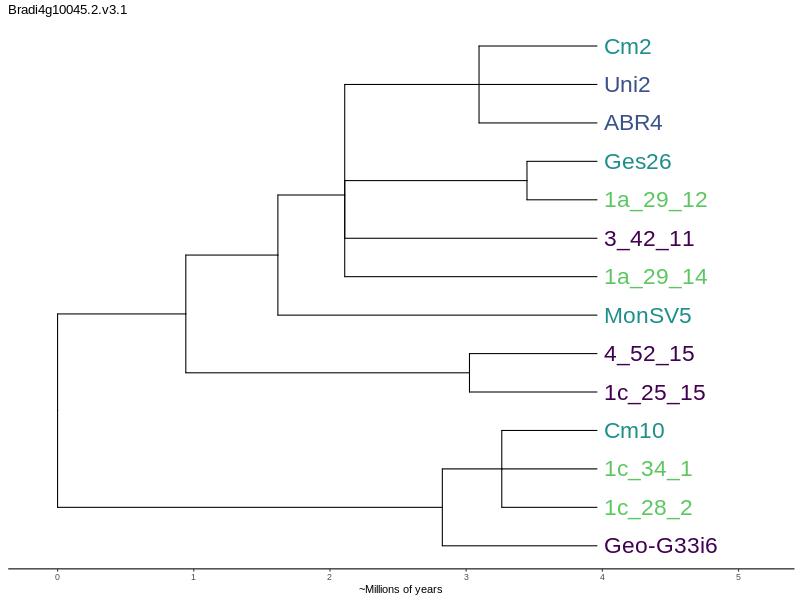 Bradi4g10045.2.v3.1
Cm2
Uni2
ABR4
Ges26
1a_29_12
3_42_11
1a_29_14
MonSV5
4_52_15
1c_25_15
Cm10
1c_34_1
1c_28_2
Geo-G33i6
0 1 2 3 4 5
~Millions of years